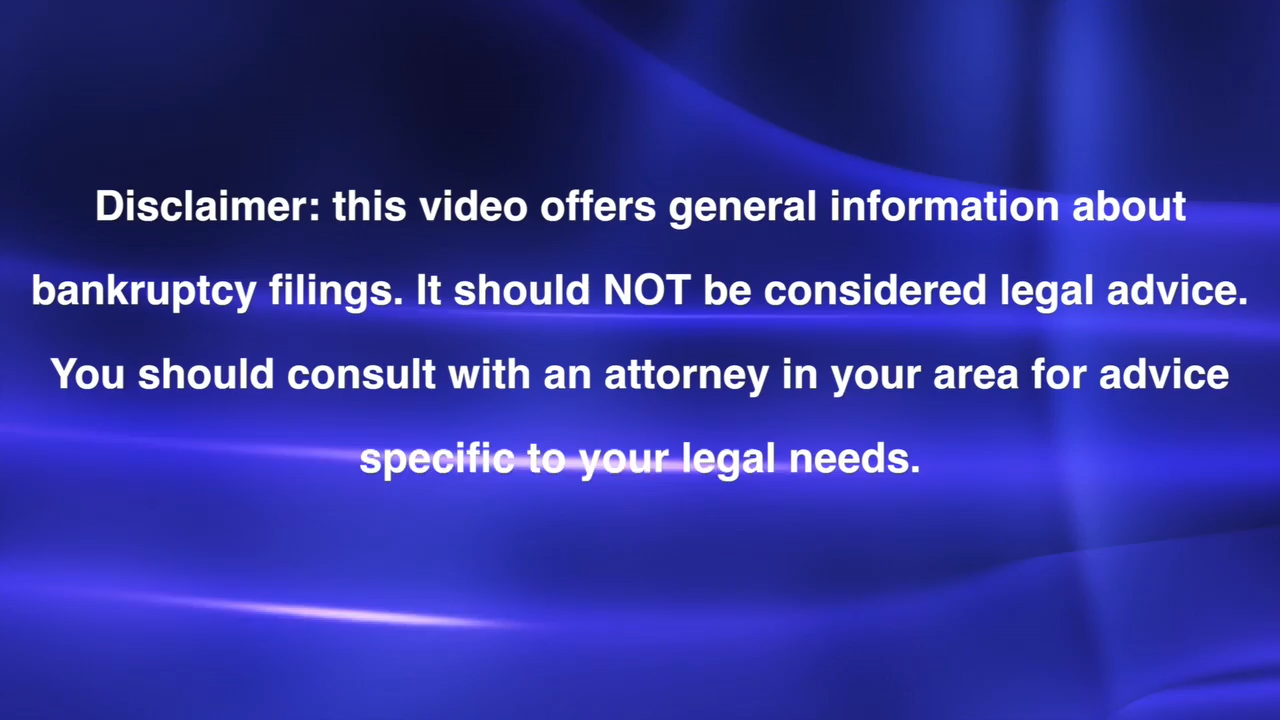 Disclaimer: this video offers general information about
bankruptcy filings. It should NOT be considered legal advice.
You should consult with an attorney in your area for advice
specific to your legal needs.